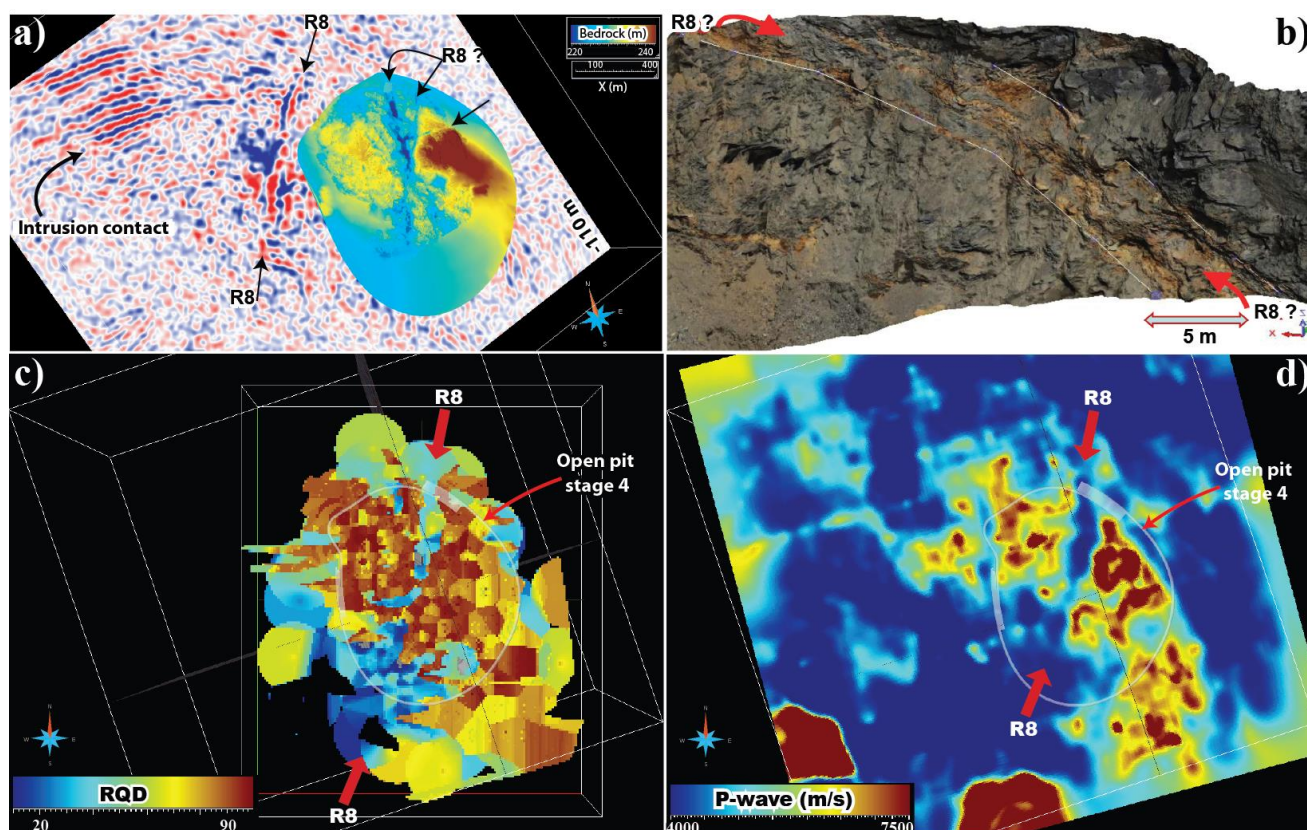 a)
R8
Bedrock (m)
220 240
100 400
X (m)
R8 ?
Intrusion contact
R8
-110 m
N
W E
S
b)
R8 ?
R8 ?
5 m
Z
X
c)
R8
Open pit
stage 4
R8
N
W E
S
RQD
20 90
d)
R8
Open pit
stage 4
R8
N
W E
S
P-wave (m/s)
4000 7500